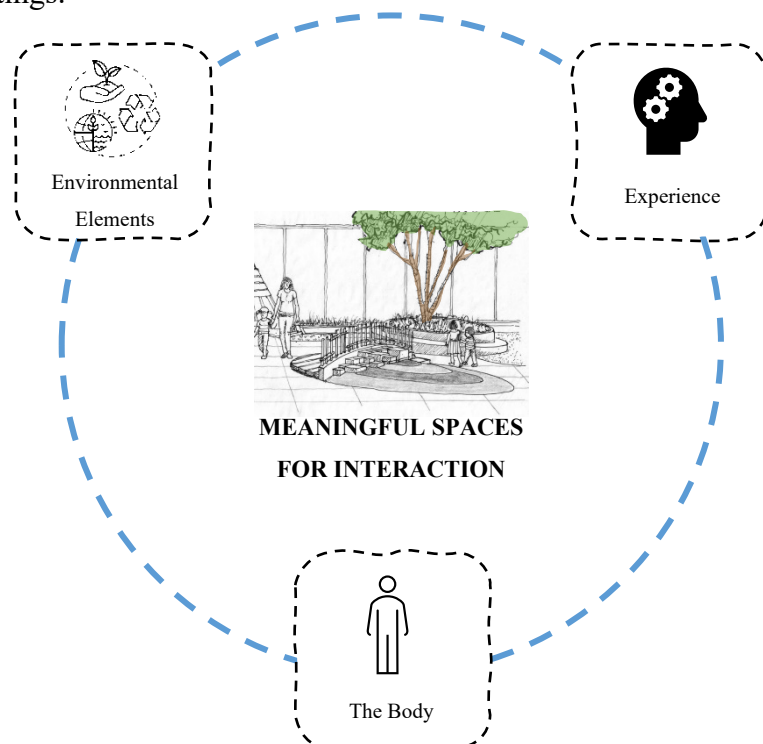 Environmental
Elements
Experience
MEANINGFUL SPACES
FOR INTERACTION
The Body